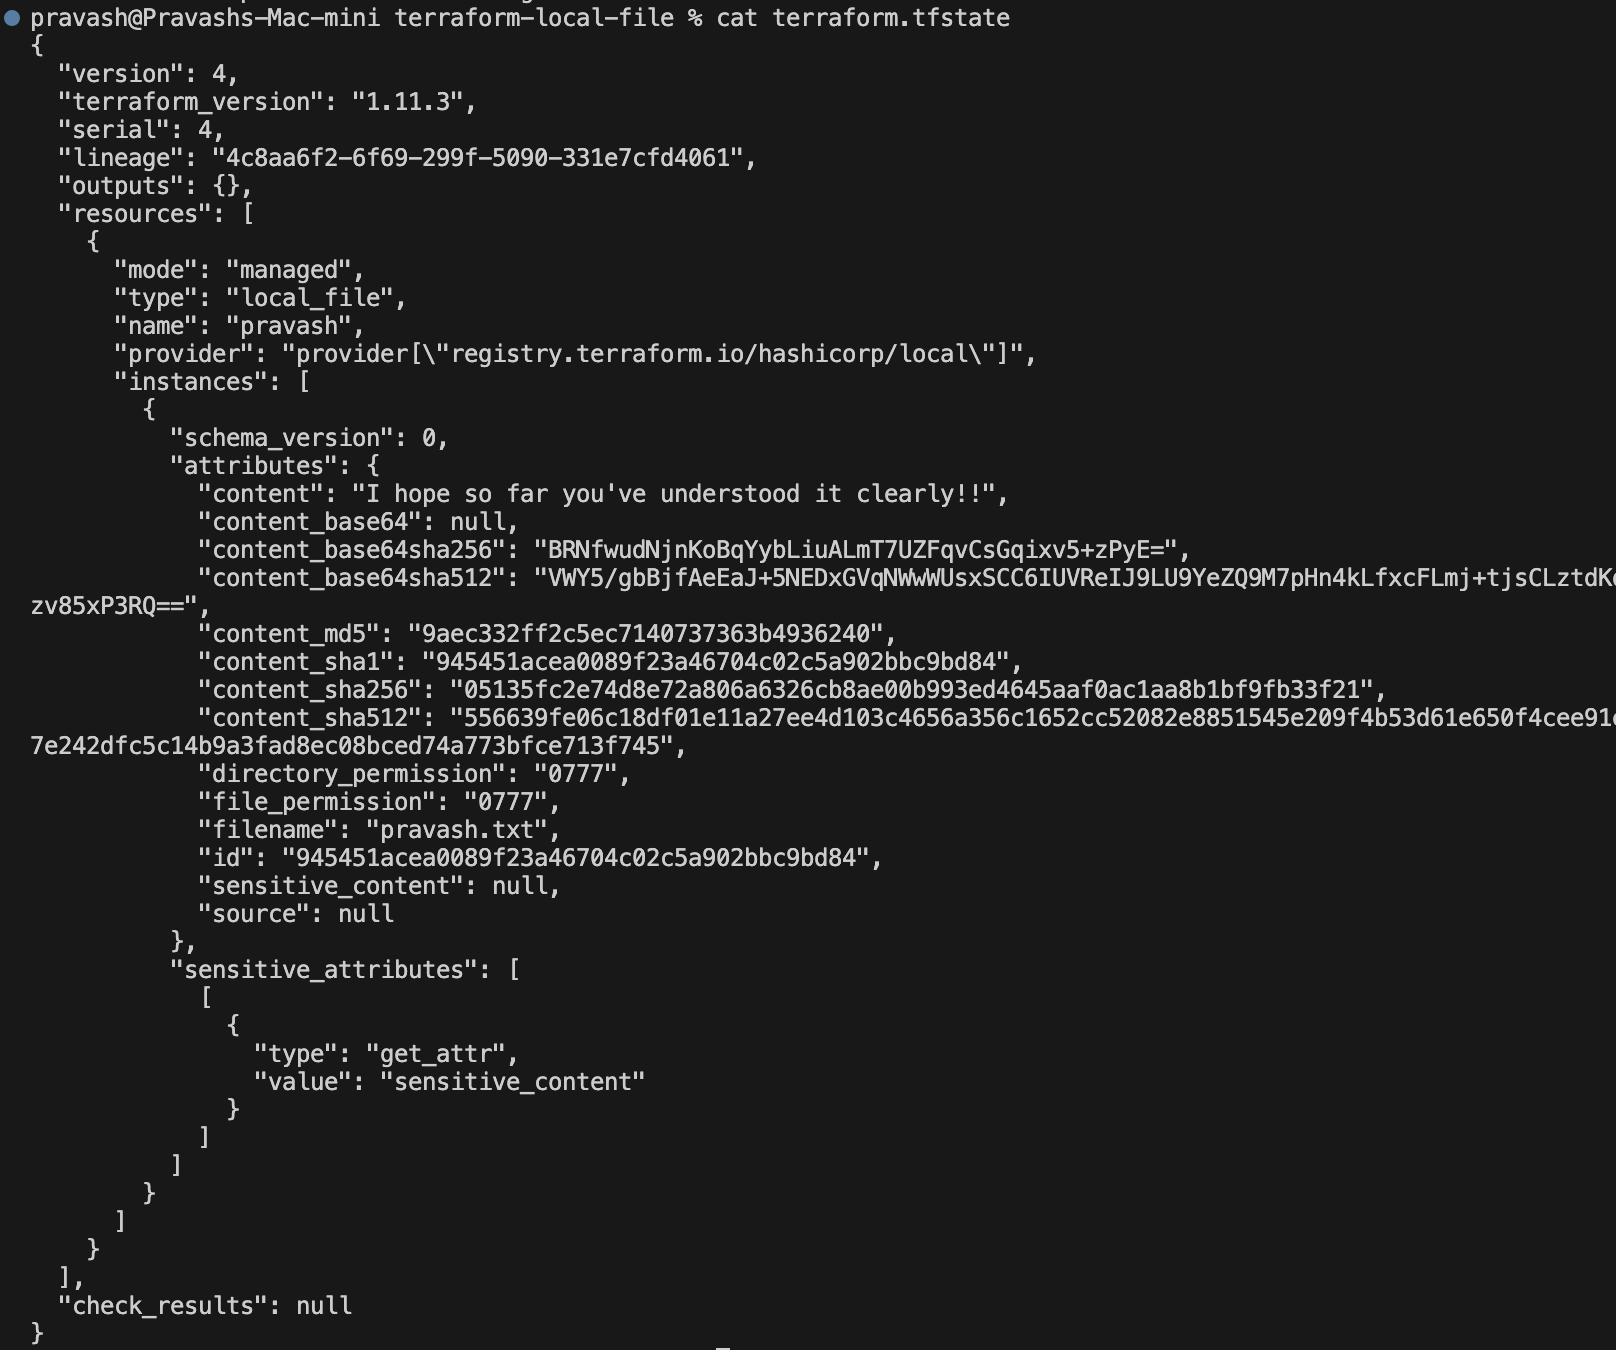 pravash@Pravashs-Mac-mini terraform-local-file % cat terraform.tfstate
{
  "version": 4,
  "terraform_version": "1.11.3",
  "serial": 4,
  "lineage": "4c8aa6f2-6f69-299f-5090-331e7cfd4061",
  "outputs": {},
  "resources": [
    {
      "mode": "managed",
      "type": "local_file",
      "name": "pravash",
      "provider": "provider[\"registry.terraform.io/hashicorp/local\"]",
      "instances": [
        {
          "schema_version": 0,
          "attributes": {
            "content": "I hope so far you've understood it clearly!!",
            "content_base64": null,
            "content_base64sha256": "BRNfwudNjnKoBqYybLiuALmT7UZFqvCsGqixv5+zPyE=",
            "content_base64sha512": "VWY5/gbBjfAeEaJ+5NEDxGVqNWwWUsxSCC6IUVReIJ9LU9YeZQ9M7pHn4kLfxcFLmj+tjsCLztdK
zv85xP3RQ==",
            "content_md5": "9aec332ff2c5ec7140737363b4936240",
            "content_sha1": "945451acea0089f23a46704c02c5a902bbc9bd84",
            "content_sha256": "05135fc2e74d8e72a806a6326cb8ae00b993ed4645aaf0ac1aa8b1bf9fb33f21",
            "content_sha512": "556639fe06c18df01e11a27ee4d103c4656a356c1652cc52082e8851545e209f4b53d61e650f4cee91
7e242dfc5c14b9a3fad8ec08bced74a773bfce713f745",
            "directory_permission": "0777",
            "file_permission": "0777",
            "filename": "pravash.txt",
            "id": "945451acea0089f23a46704c02c5a902bbc9bd84",
            "sensitive_content": null,
            "source": null
          },
          "sensitive_attributes": [
            [
              {
                "type": "get_attr",
                "value": "sensitive_content"
              }
            ]
          ]
        }
      ]
    }
  ],
  "check_results": null
}